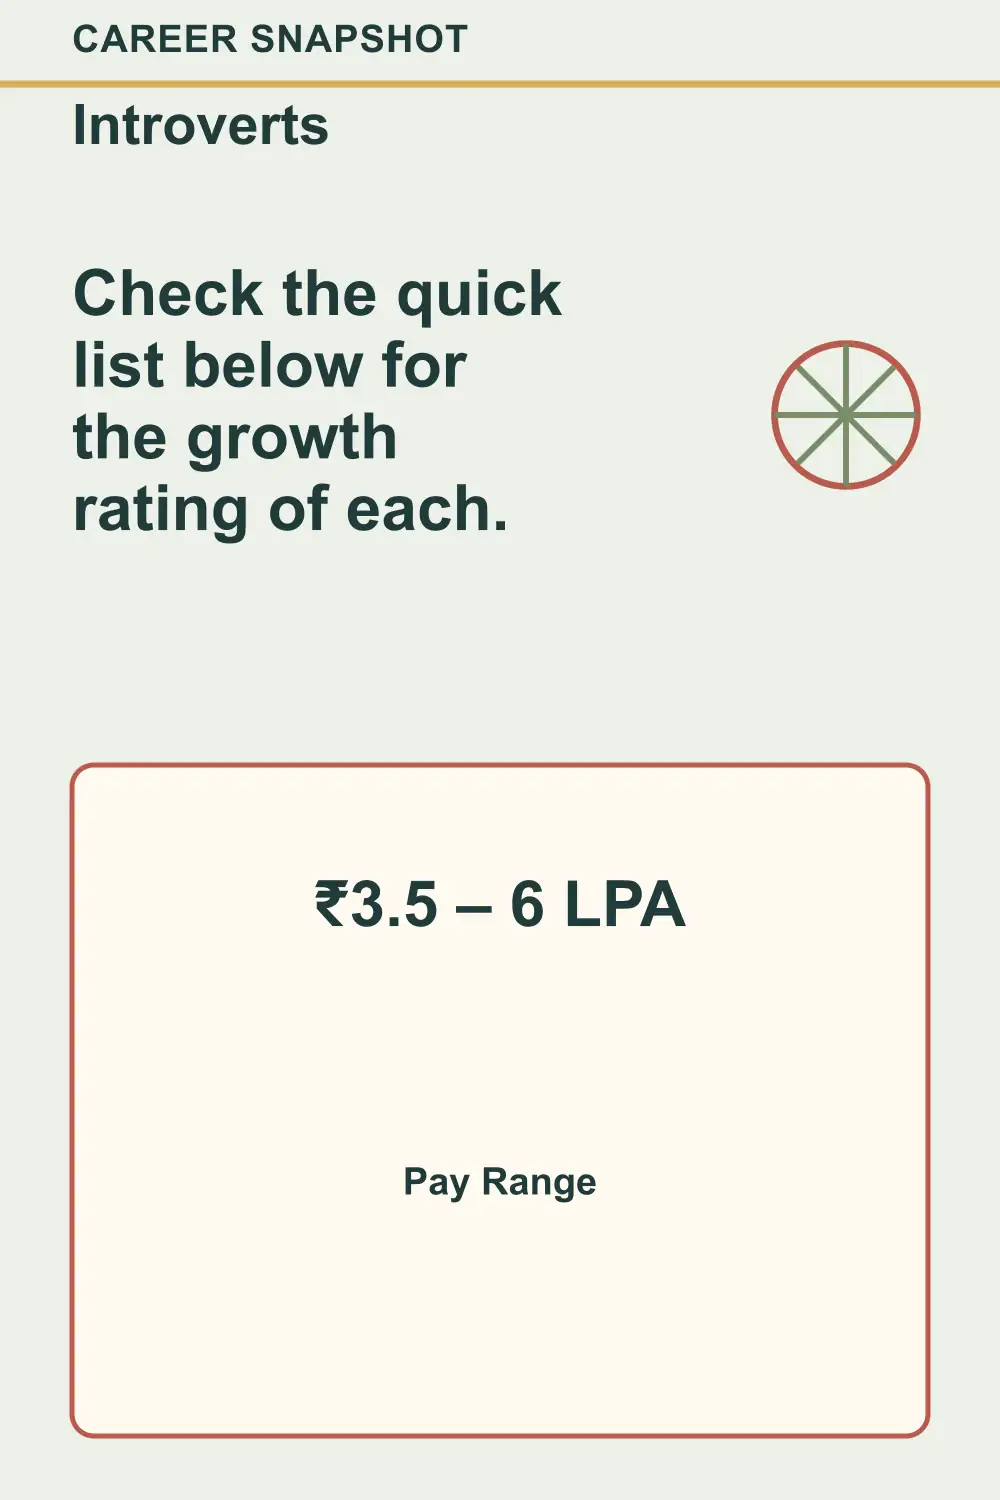 CAREER SNAPSHOT
Introverts
Check the quick
list below for
the growth
rating of each.
₹3.5 – 6 LPA
Pay Range